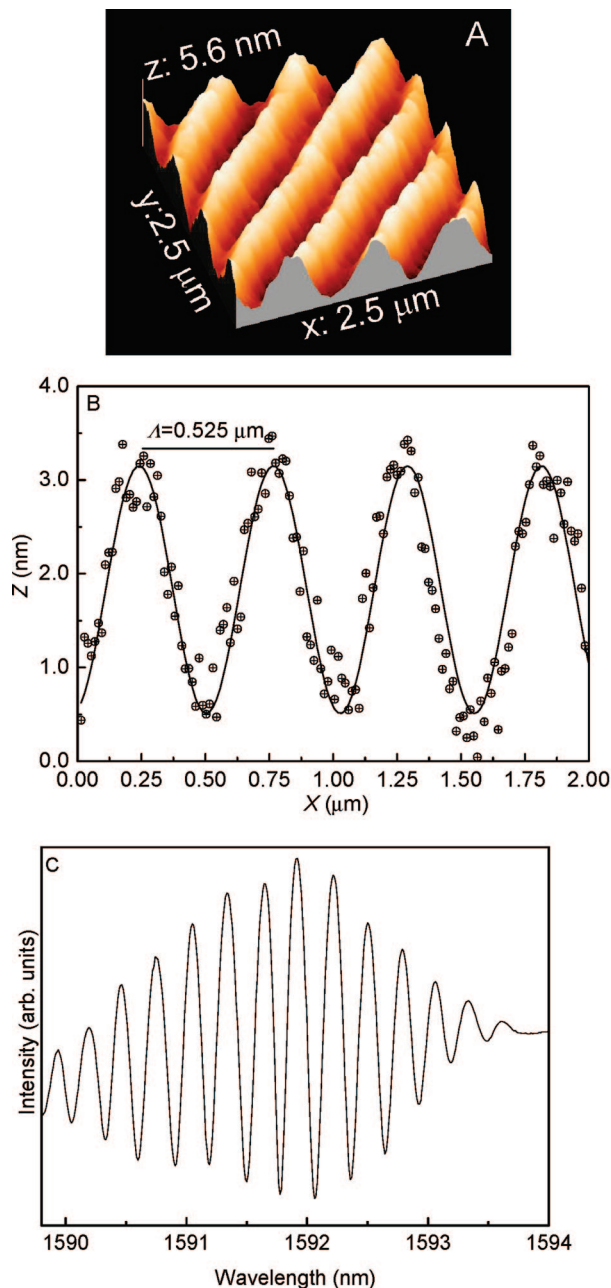 A
z: 5.6 nm
y:2.5 μm
x: 2.5 μm
B
Λ=0.525 μm
4.0
3.0
2.0
1.0
0.0
Z (nm)
0.00 0.25 0.50 0.75 1.00 1.25 1.50 1.75 2.00
X (μm)
C
Intensity (arb. units)
1590 1591 1592 1593 1594
Wavelength (nm)